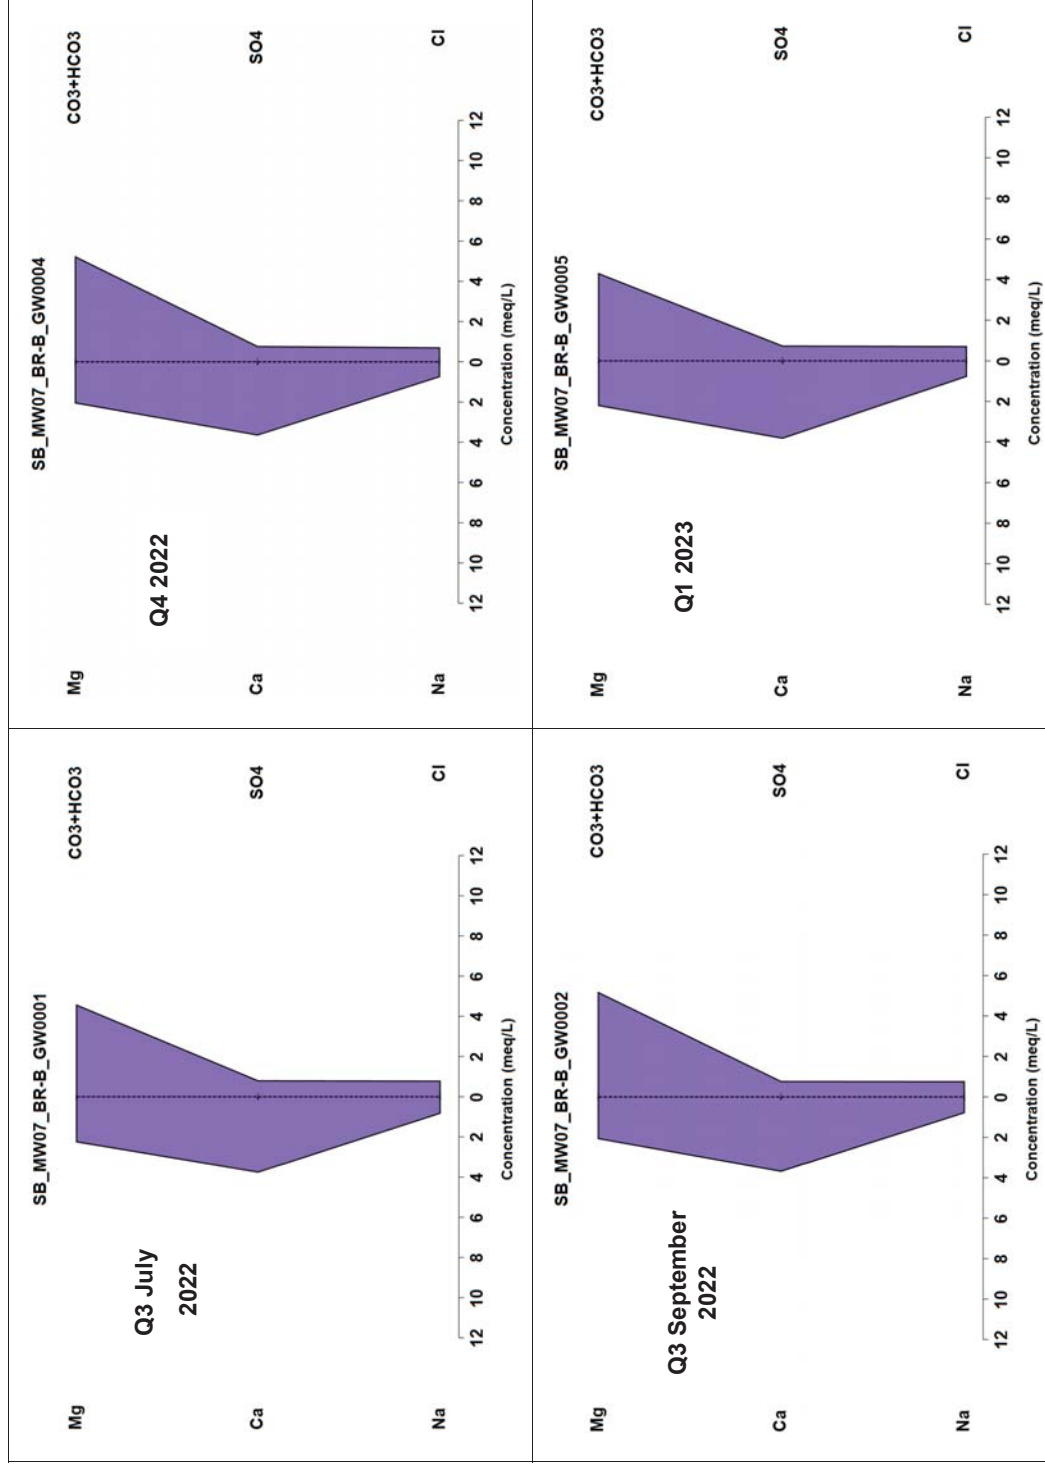 SB_MW07_BR-B_GW0001
Q3 July
2022
Mg
CO3+HCO3
Ca
SO4
Na
Cl
12 10 8 6 4 2 0 2 4 6 8 10 12
Concentration (meq/L)
SB_MW07_BR-B_GW0004
Q4 2022
Mg
CO3+HCO3
Ca
SO4
Na
Cl
12 10 8 6 4 2 0 2 4 6 8 10 12
Concentration (meq/L)
SB_MW07_BR-B_GW0002
Q3 September
2022
Mg
CO3+HCO3
Ca
SO4
Na
Cl
12 10 8 6 4 2 0 2 4 6 8 10 12
Concentration (meq/L)
SB_MW07_BR-B_GW0005
Q1 2023
Mg
CO3+HCO3
Ca
SO4
Na
Cl
12 10 8 6 4 2 0 2 4 6 8 10 12
Concentration (meq/L)